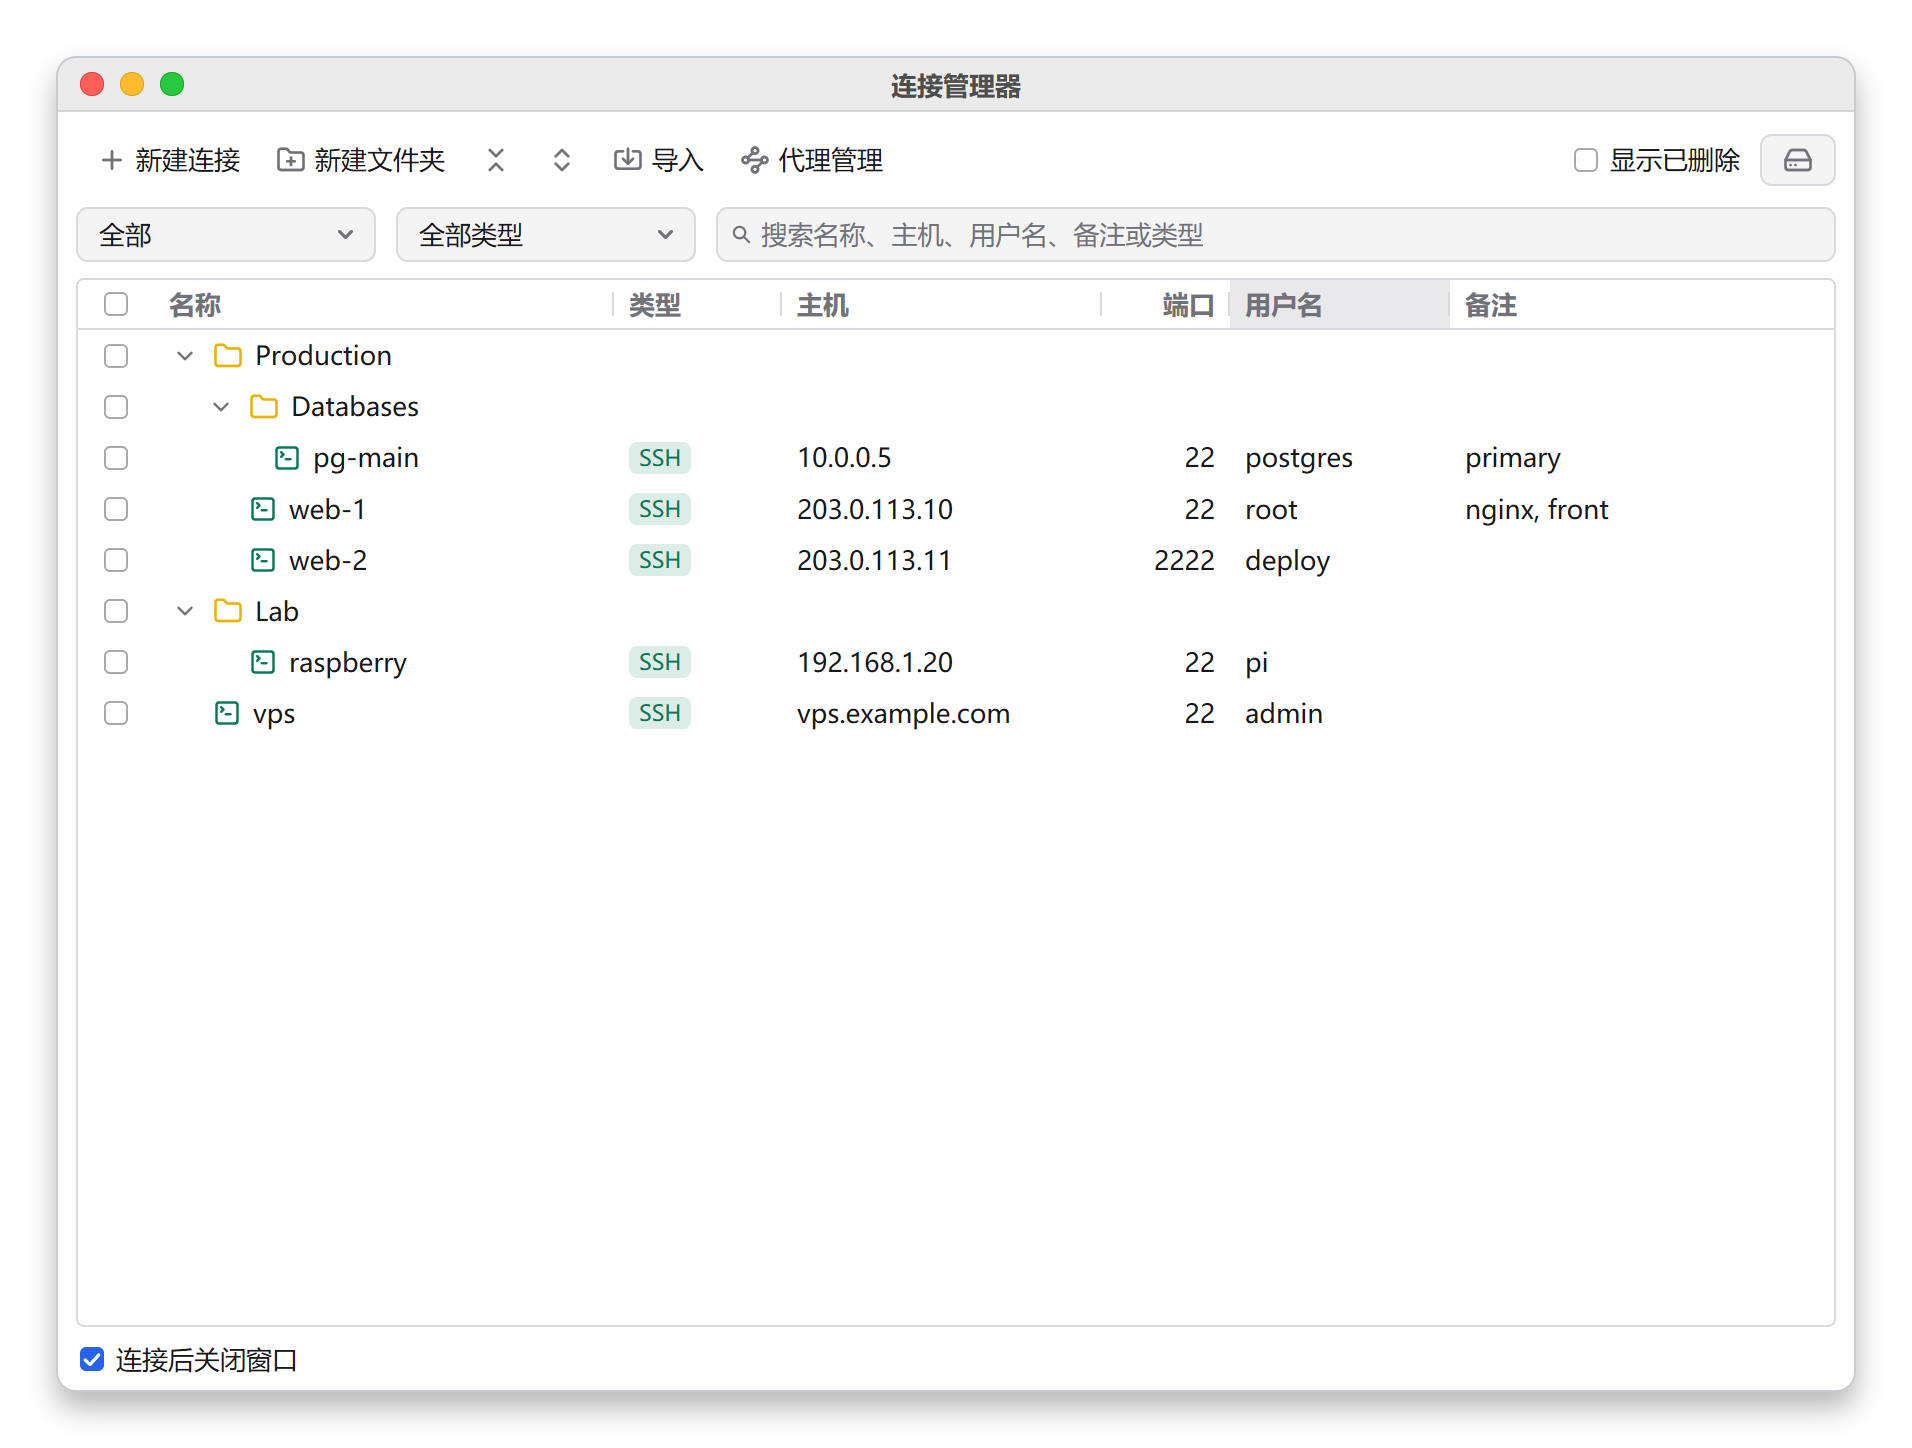 连接管理器
新建连接 新建文件夹 导入 代理管理 显示已删除
全部 全部类型 搜索名称、主机、用户名、备注或类型
名称 类型 主机 端口 用户名 备注
Production
Databases
pg-main SSH 10.0.0.5 22 postgres primary
web-1 SSH 203.0.113.10 22 root nginx, front
web-2 SSH 203.0.113.11 2222 deploy
Lab
raspberry SSH 192.168.1.20 22 pi
vps SSH vps.example.com 22 admin
连接后关闭窗口